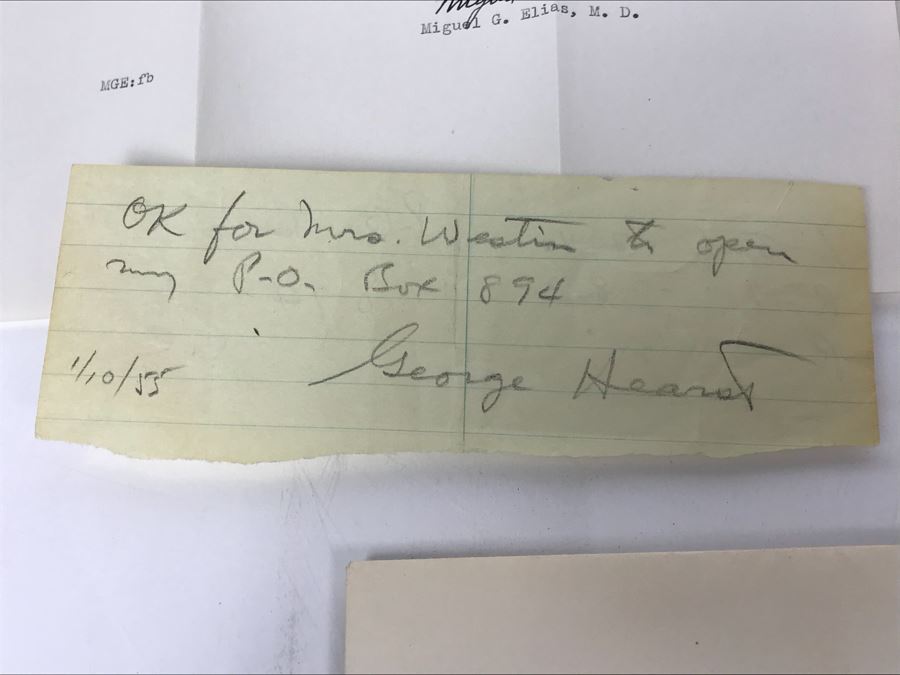 Miguel G. Elias, M. D.
MGE:fb
OK for Mrs. Westin to open
my P.O. Box 894
1/10/55 George Hearst